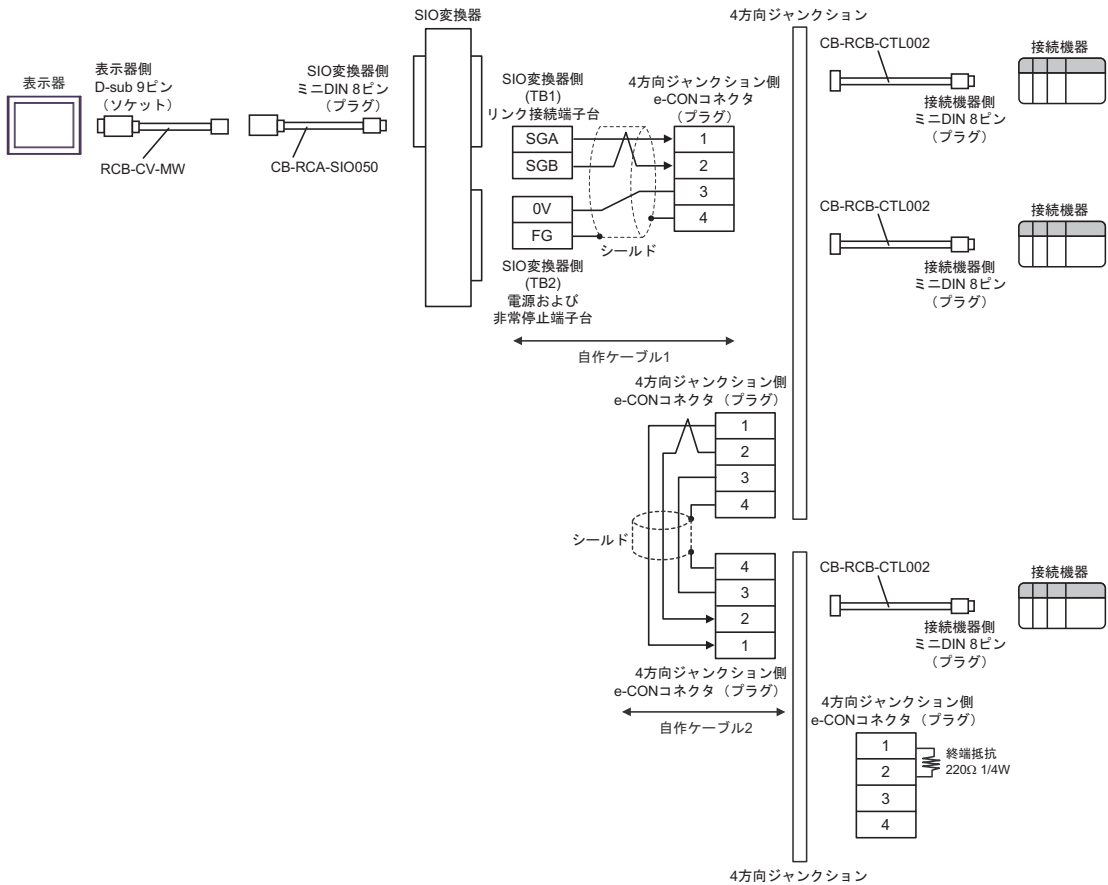 SIO変換器
4方向ジャンクション
表示器
表示器側
D-sub 9ピン
（ソケット）
RCB-CV-MW
SIO変換器側
ミニDIN 8ピン
（プラグ）
CB-RCA-SIO050
SIO変換器側
(TB1)
リンク接続端子台
SGA
SGB
0V
FG
SIO変換器側
(TB2)
電源および
非常停止端子台
4方向ジャンクション側
e-CONコネクタ
（プラグ）
1
2
3
4
シールド
自作ケーブル1
CB-RCB-CTL002
接続機器側
ミニDIN 8ピン
（プラグ）
接続機器
CB-RCB-CTL002
接続機器側
ミニDIN 8ピン
（プラグ）
接続機器
4方向ジャンクション側
e-CONコネクタ（プラグ）
1
2
3
4
シールド
4
3
2
1
4方向ジャンクション側
e-CONコネクタ（プラグ）
自作ケーブル2
CB-RCB-CTL002
接続機器側
ミニDIN 8ピン
（プラグ）
接続機器
4方向ジャンクション側
e-CONコネクタ（プラグ）
1
2
3
4
終端抵抗
220Ω 1/4W
4方向ジャンクション